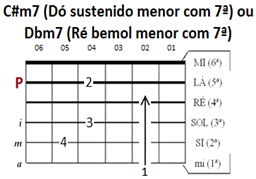 C#m7 (Dó sustenido menor com 7ª) ou
Dbm7 (Ré bemol menor com 7ª)
06 05 04 03 02 01
MI (6ª)
P 2 LÁ (5ª)
RÉ (4ª)
i 3 SOL (3ª)
m 4 SI (2ª)
a 1 mi (1ª)